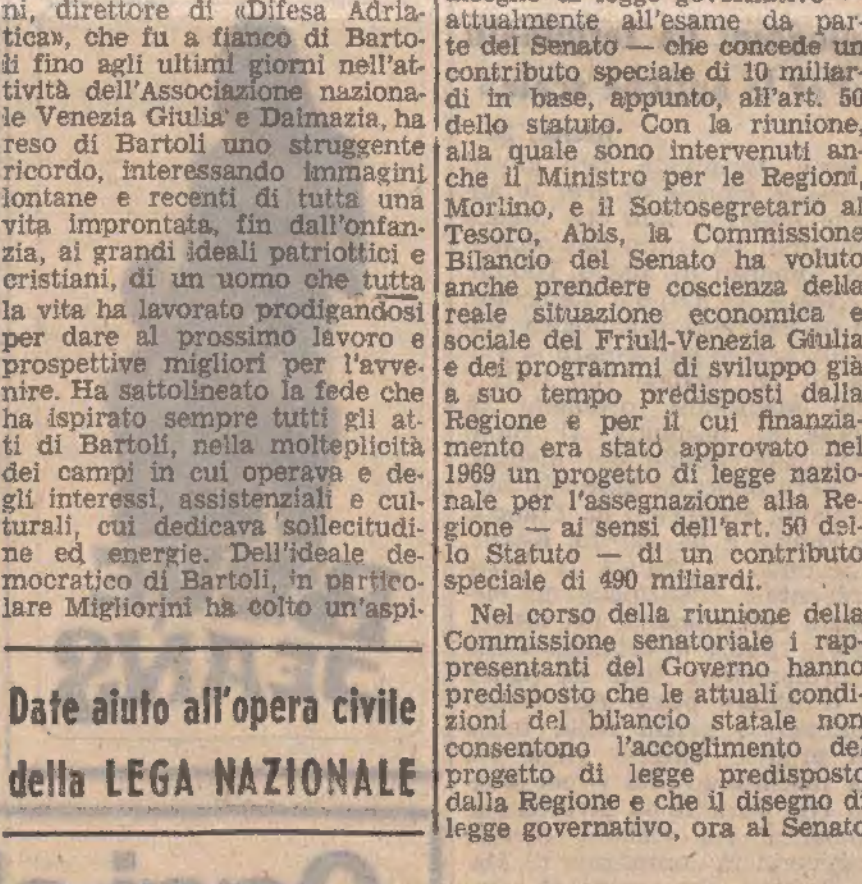 ni, direttore di «Difesa Adria-
tica», che fu a fianco di Barto-
li fino agli ultimi giorni nell'at-
tività dell'Associazione naziona-
le Venezia Giulia e Dalmazia, ha
reso di Bartoli uno struggente
ricordo, interessando immagini
lontane e recenti di tutta una
vita improntata, fin dall'onfan-
zia, ai grandi ideali patriottici e
cristiani, di un uomo che tutta
la vita ha lavorato prodigandosi
per dare al prossimo lavoro e
prospettive migliori per l'avve-
nire. Ha sattolineato la fede che
ha ispirato sempre tutti gli at-
ti di Bartoli, nella molteplicità
dei campi in cui operava e de-
gli interessi, assistenziali e cul-
turali, cui dedicava sollecitudi-
ne ed energie. Dell'ideale de-
mocratico di Bartoli, in partico-
lare Migliorini ha colto un'aspi-
Date aiuto all'opera civile
della LEGA NAZIONALE
attualmente all'esame da par-
te del Senato — che concede un
contributo speciale di 10 miliar-
di in base, appunto, all'art. 50
dello statuto. Con la riunione,
alla quale sono intervenuti an-
che il Ministro per le Regioni,
Morlino, e il Sottosegretario al
Tesoro, Abis, la Commissione
Bilancio del Senato ha voluto
anche prendere coscienza della
reale situazione economica e
sociale del Friuli-Venezia Giulia
e dei programmi di sviluppo già
a suo tempo predisposti dalla
Regione e per il cui finanzia-
mento era stato approvato nel
1969 un progetto di legge nazio-
nale per l'assegnazione alla Re-
gione — ai sensi dell'art. 50 del-
lo Statuto — di un contributo
speciale di 490 miliardi.
Nel corso della riunione della
Commissione senatoriale i rap-
presentanti del Governo hanno
predisposto che le attuali condi-
zioni del bilancio statale non
consentono l'accoglimento del
progetto di legge predisposto
dalla Regione e che il disegno di
legge governativo, ora al Senato